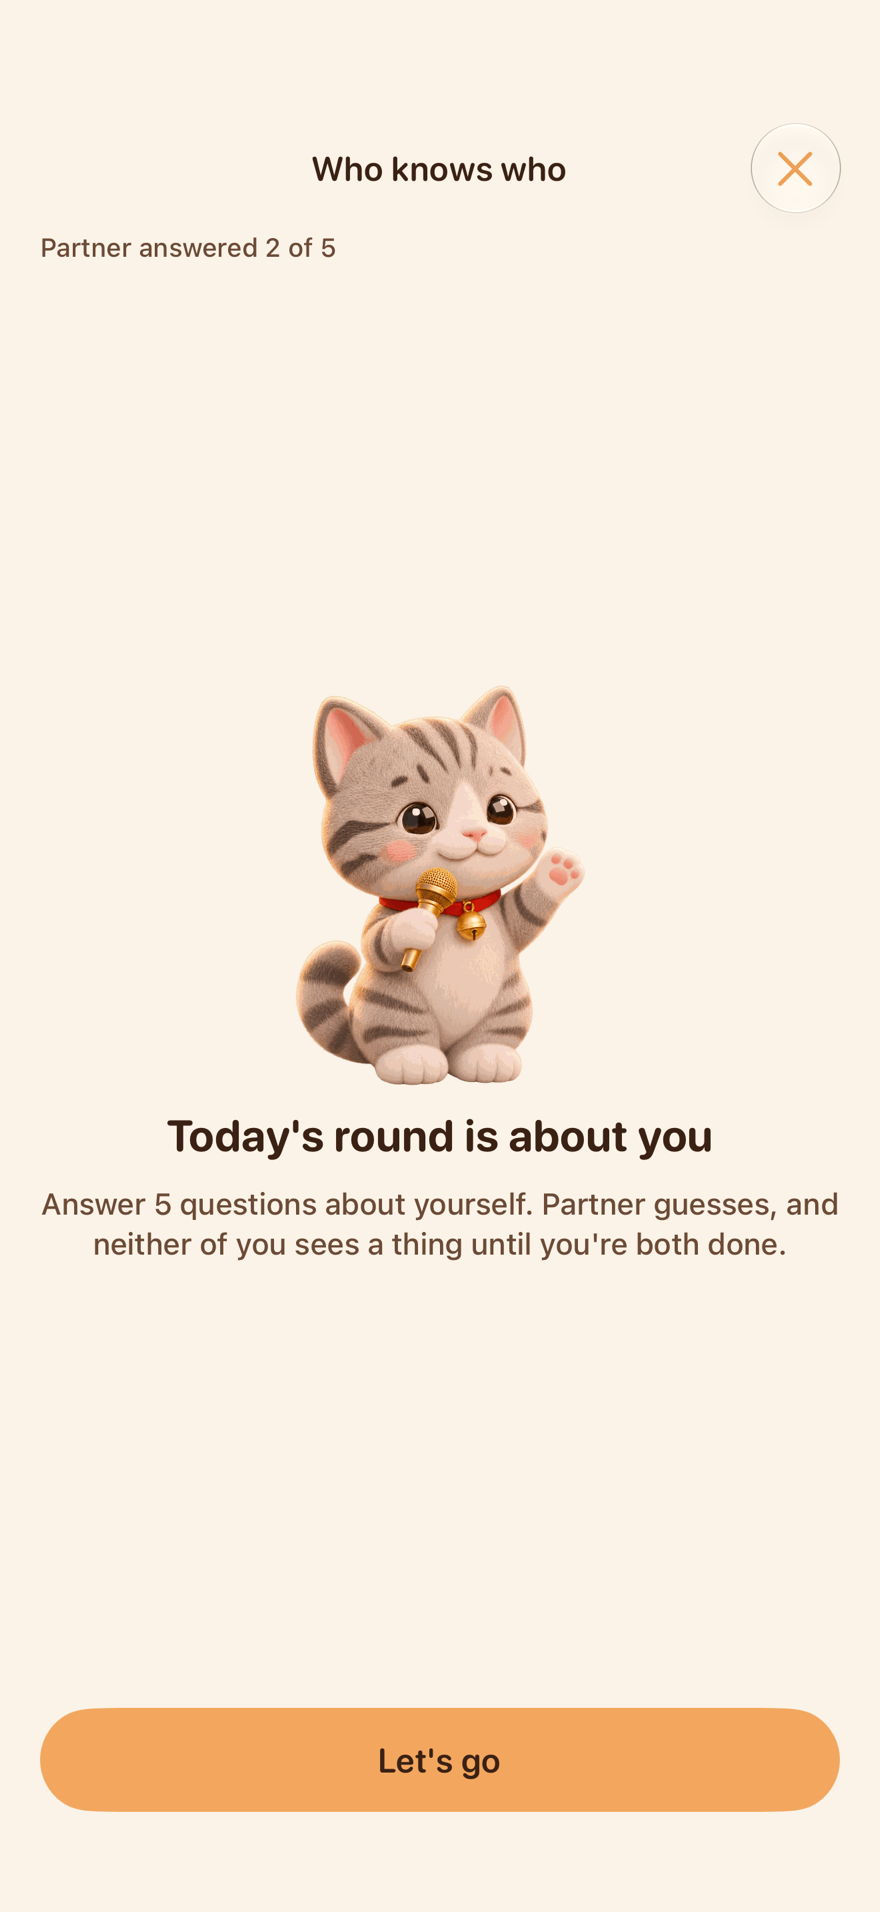 Who knows who
Partner answered 2 of 5
Today's round is about you
Answer 5 questions about yourself. Partner guesses, and
neither of you sees a thing until you're both done.
Let's go